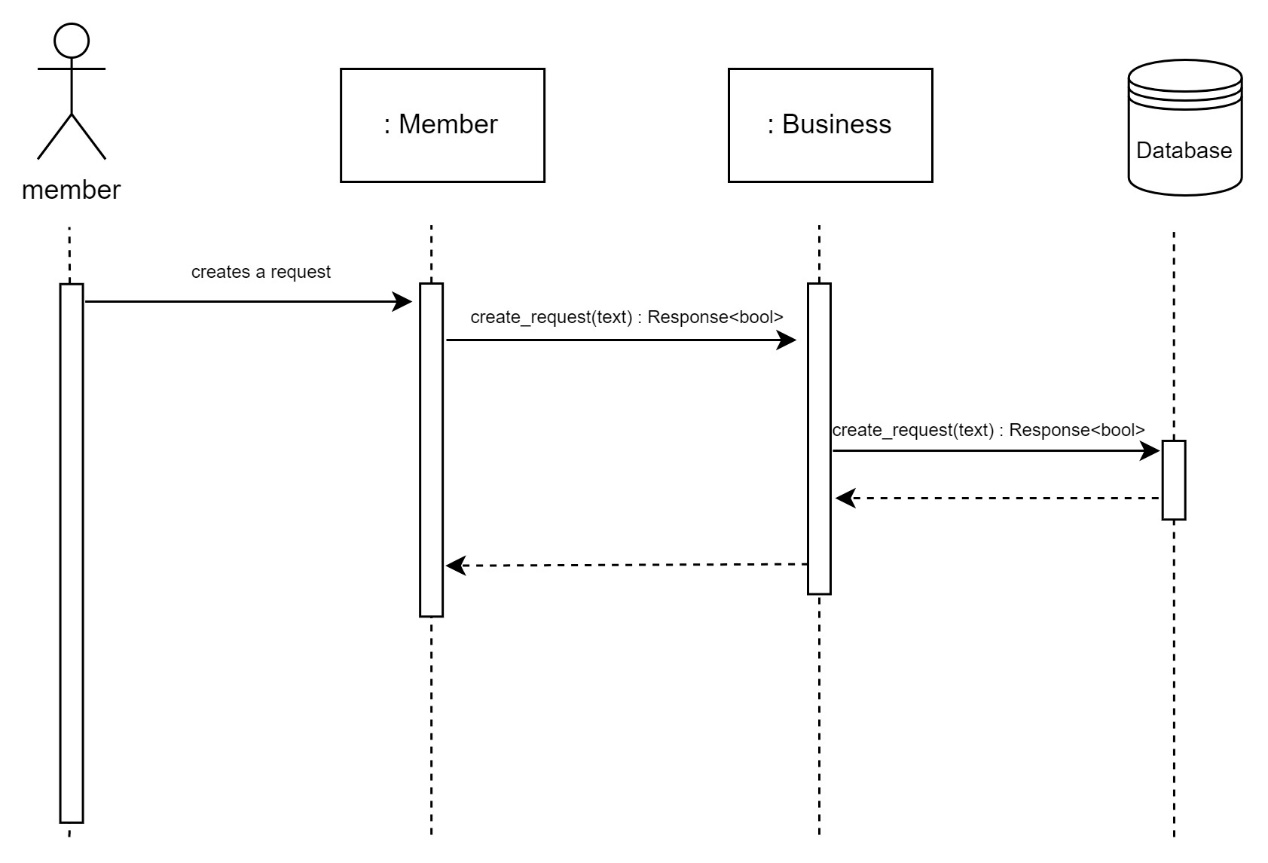 : Member
: Business
Database
member
creates a request
create_request(text) : Response<bool>
create_request(text) : Response<bool>